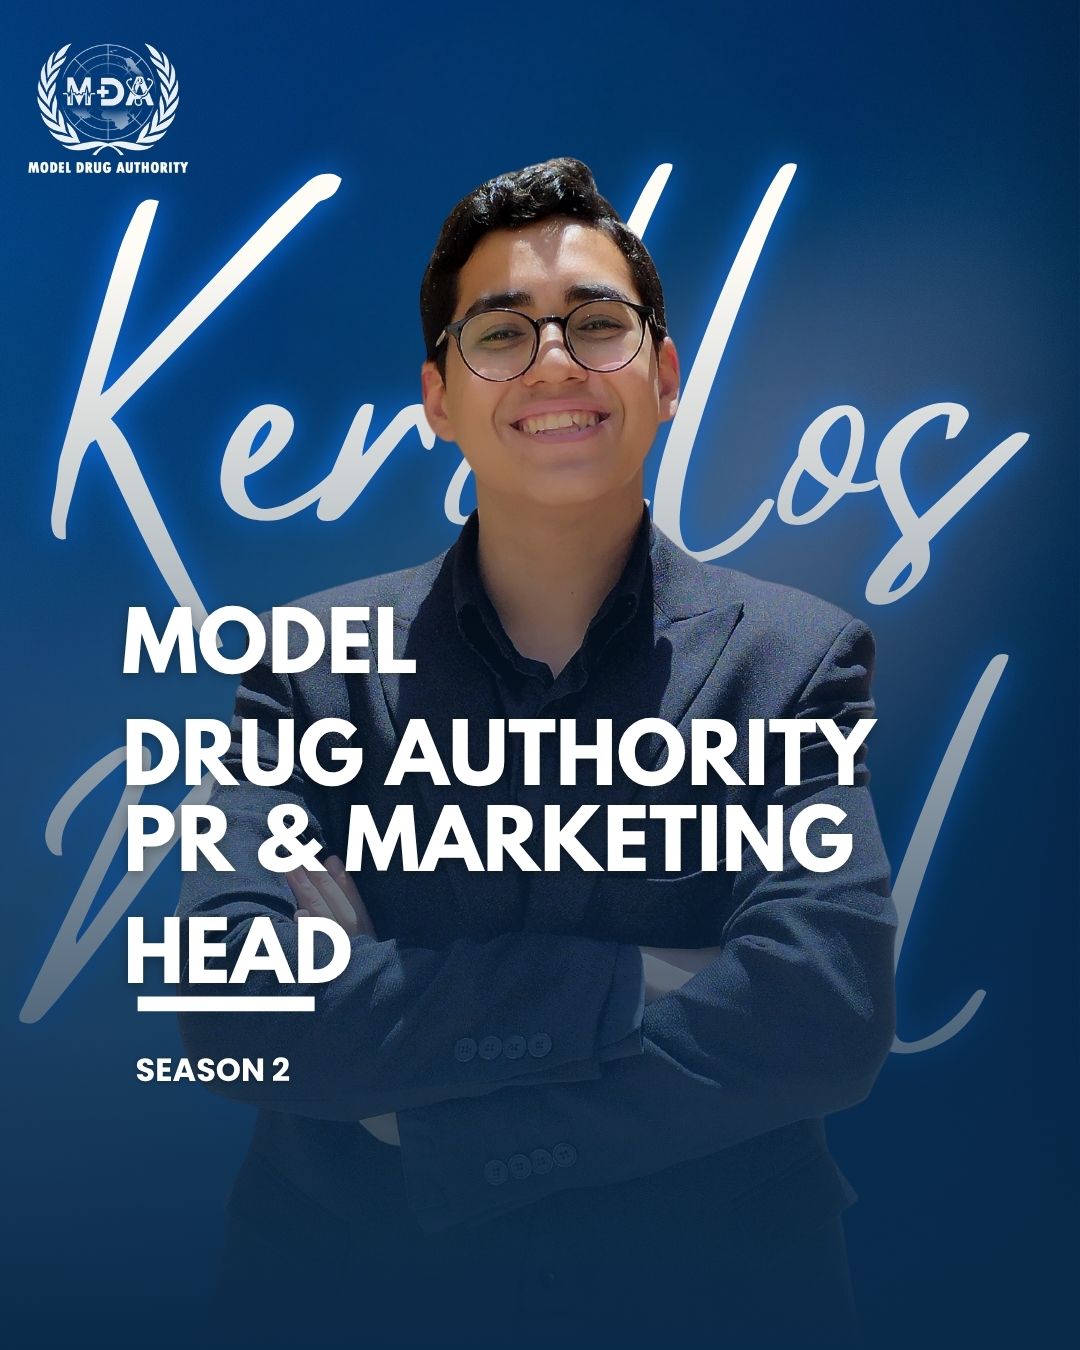 MDA
MODEL DRUG AUTHORITY
MODEL
DRUG AUTHORITY
PR & MARKETING
HEAD
SEASON 2